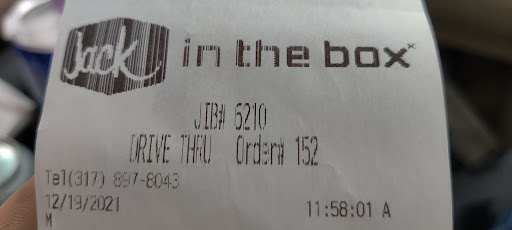 Jack in the box
JIB# 6210
DRIVE THRU Order# 152
Tel(317) 897-8043
12/19/2021 11:58:01 A
M